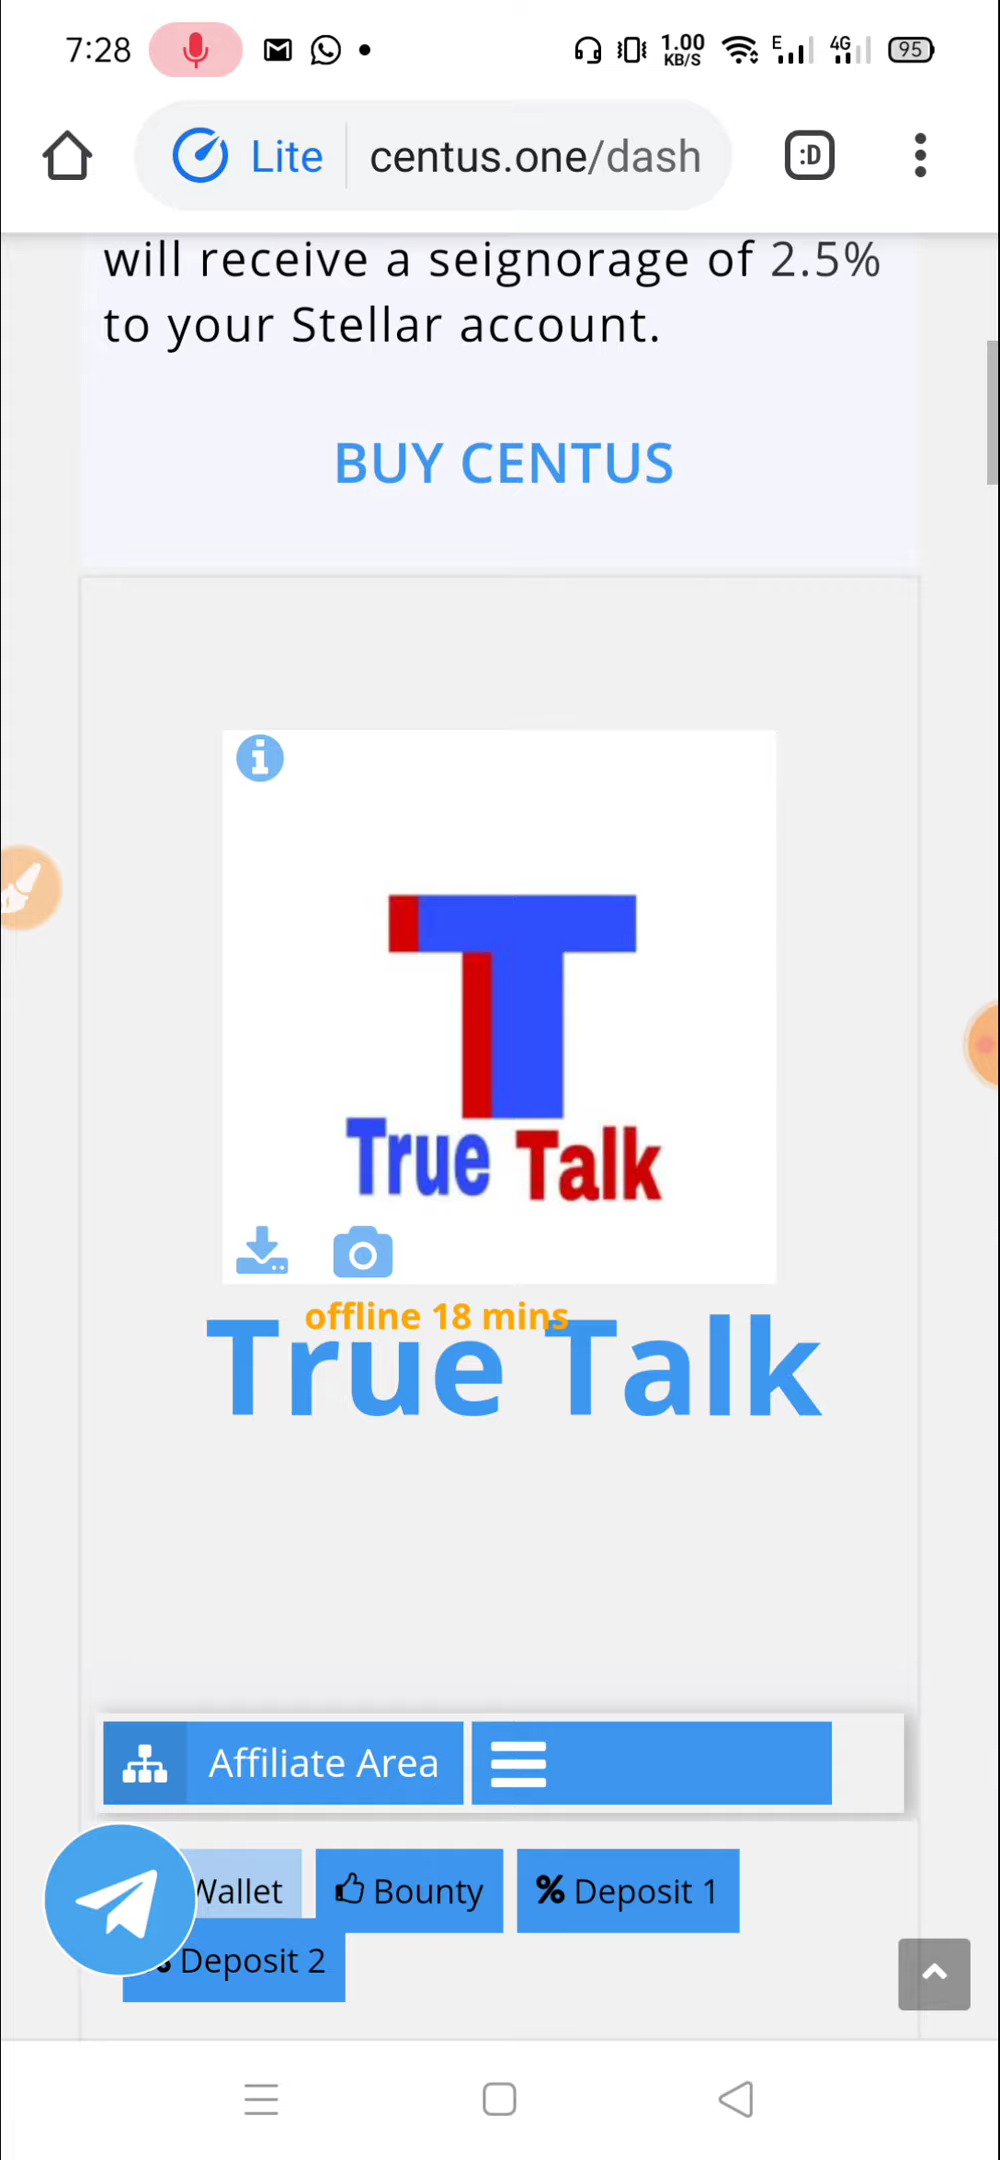 7:28
1.00 KB/S
E
4G
95
Lite
centus.one/dash
:D
will receive a seignorage of 2.5%
to your Stellar account.
BUY CENTUS
True Talk
offline 18 mins
True Talk
Affiliate Area
Wallet
Bounty
% Deposit 1
Deposit 2